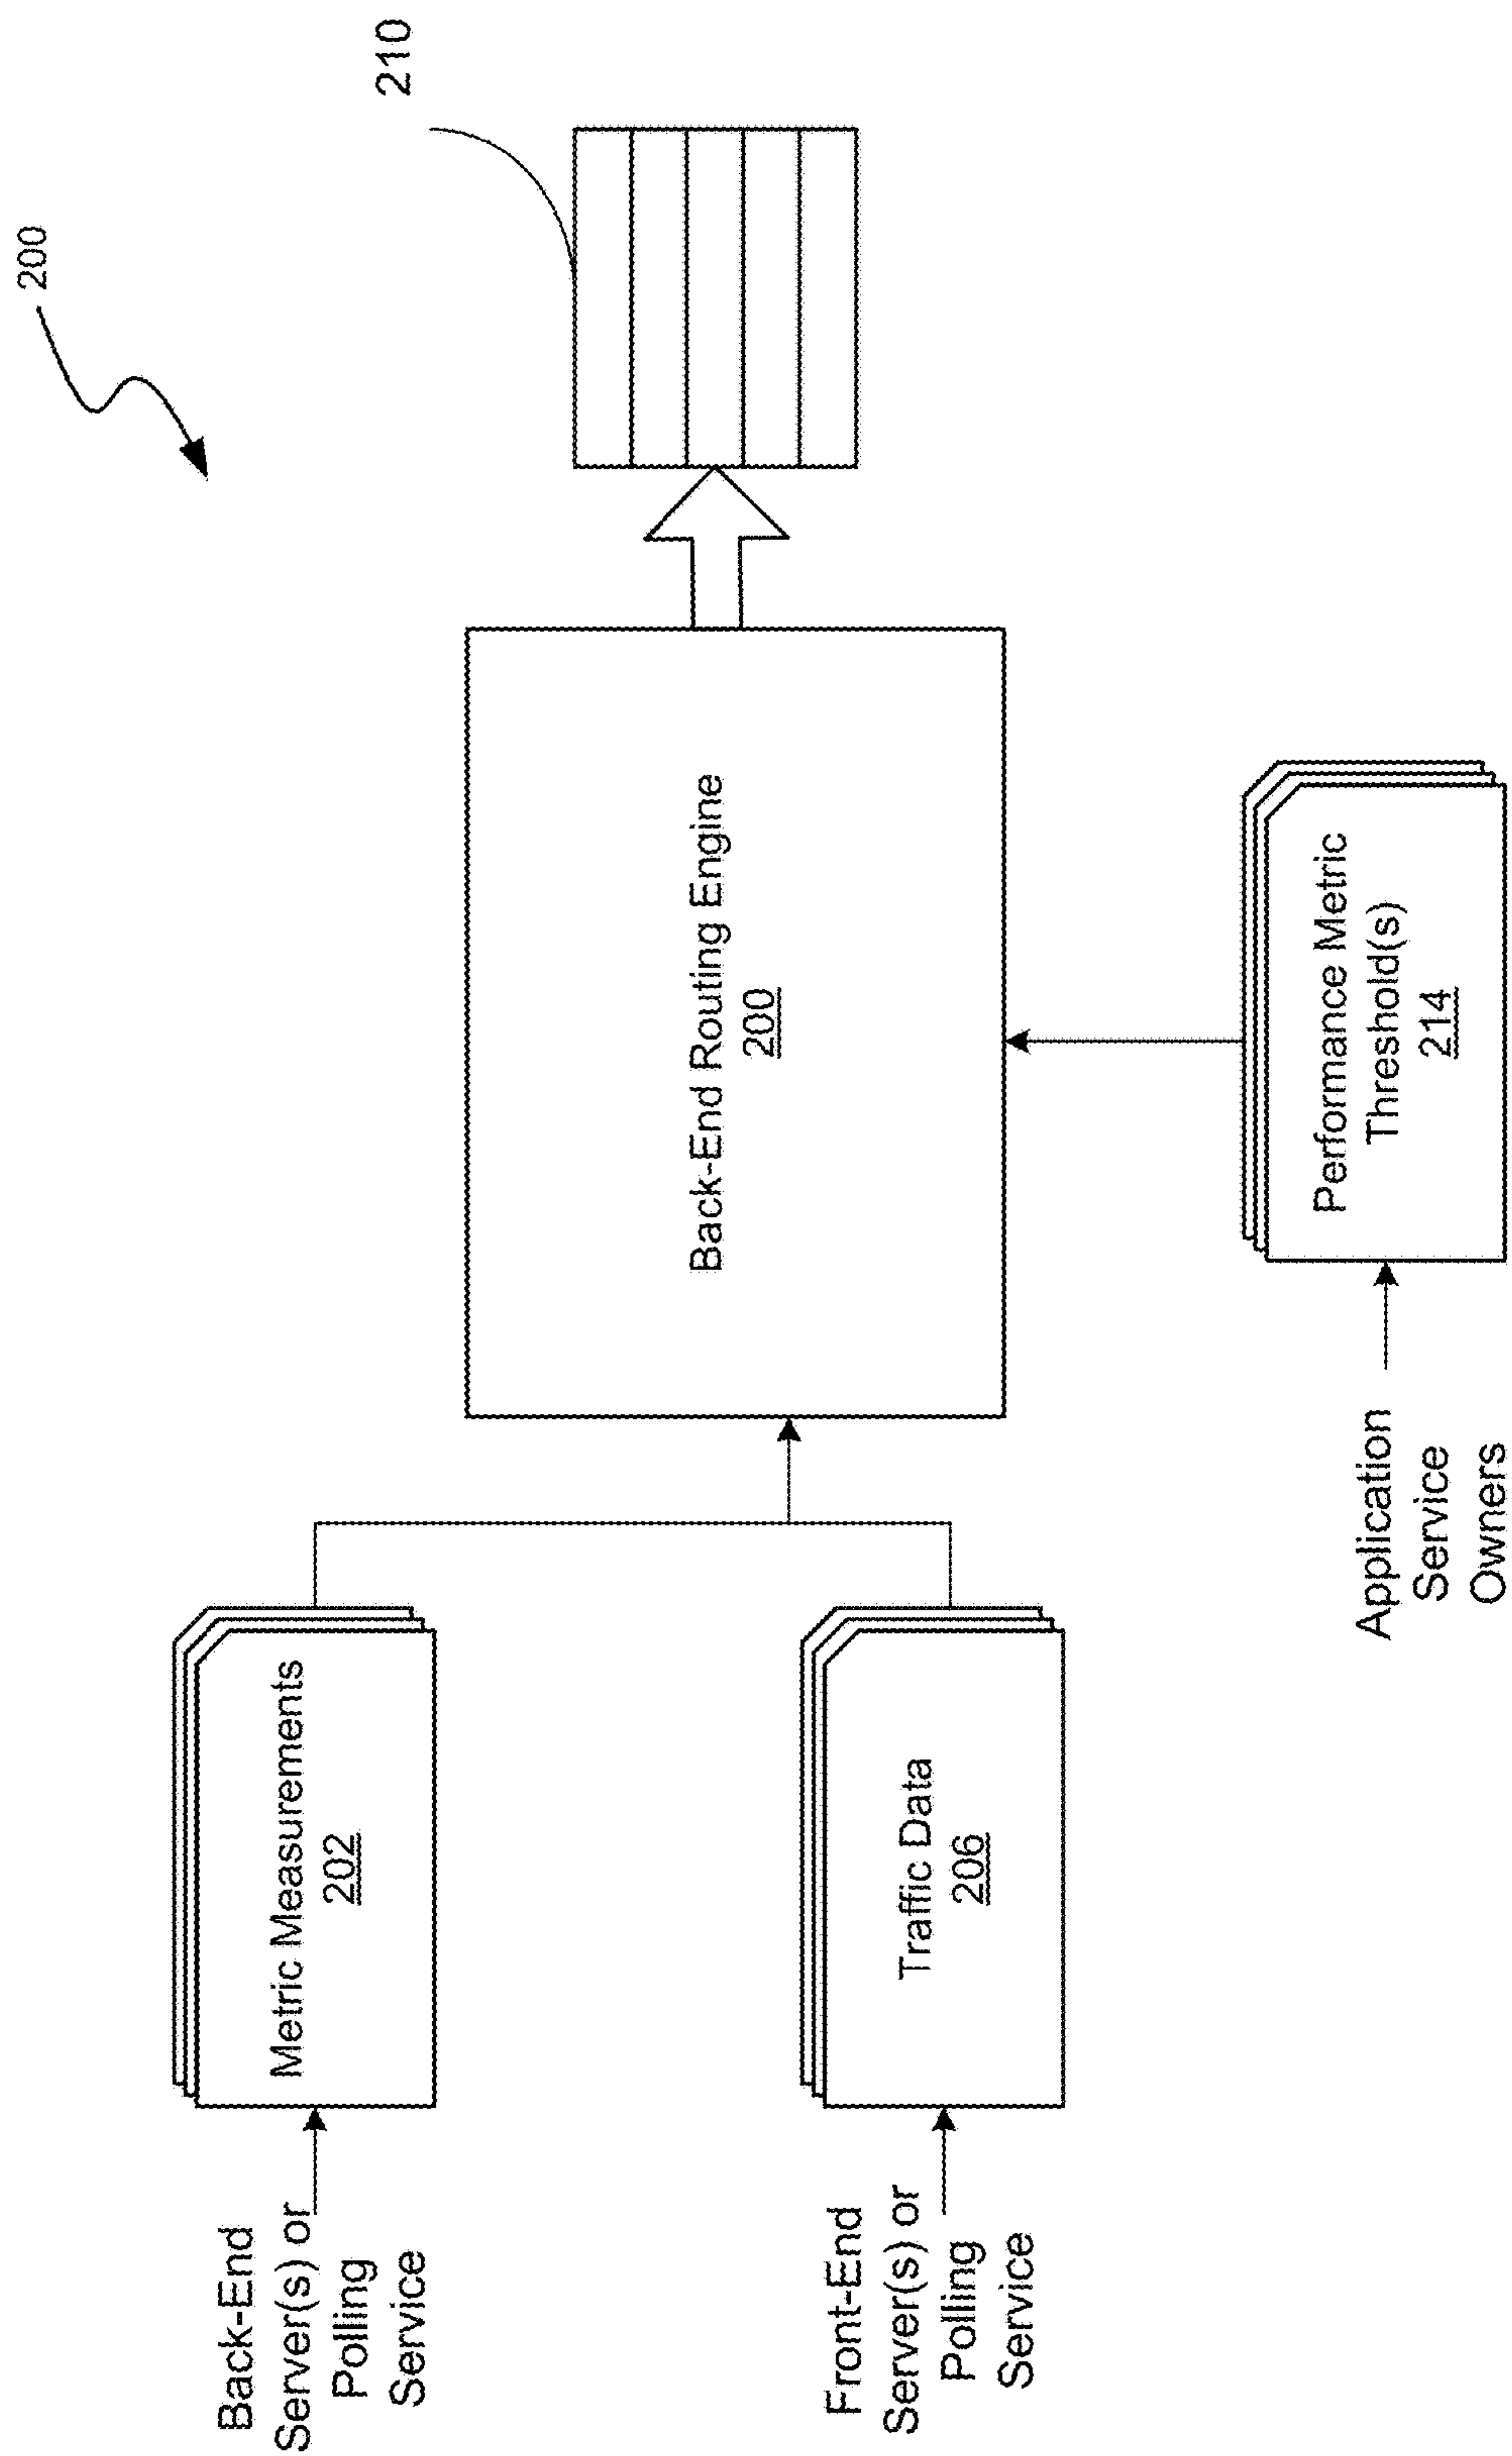 200
210
Back-End
Server(s) or
Polling
Service
Metric Measurements
202
Back-End Routing Engine
200
Front-End
Server(s) or
Polling
Service
Traffic Data
206
Application
Service
Owners
Performance Metric
Threshold(s)
214